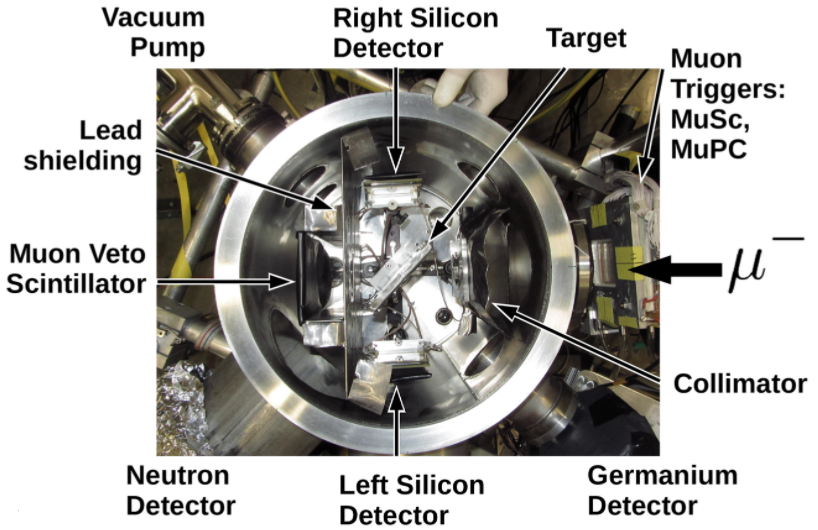 Vacuum
Pump
Right Silicon
Detector
Target
Muon
Triggers:
MuSc,
MuPC
Lead
shielding
Muon Veto
Scintillator
μ⁻
Collimator
Neutron
Detector
Left Silicon
Detector
Germanium
Detector